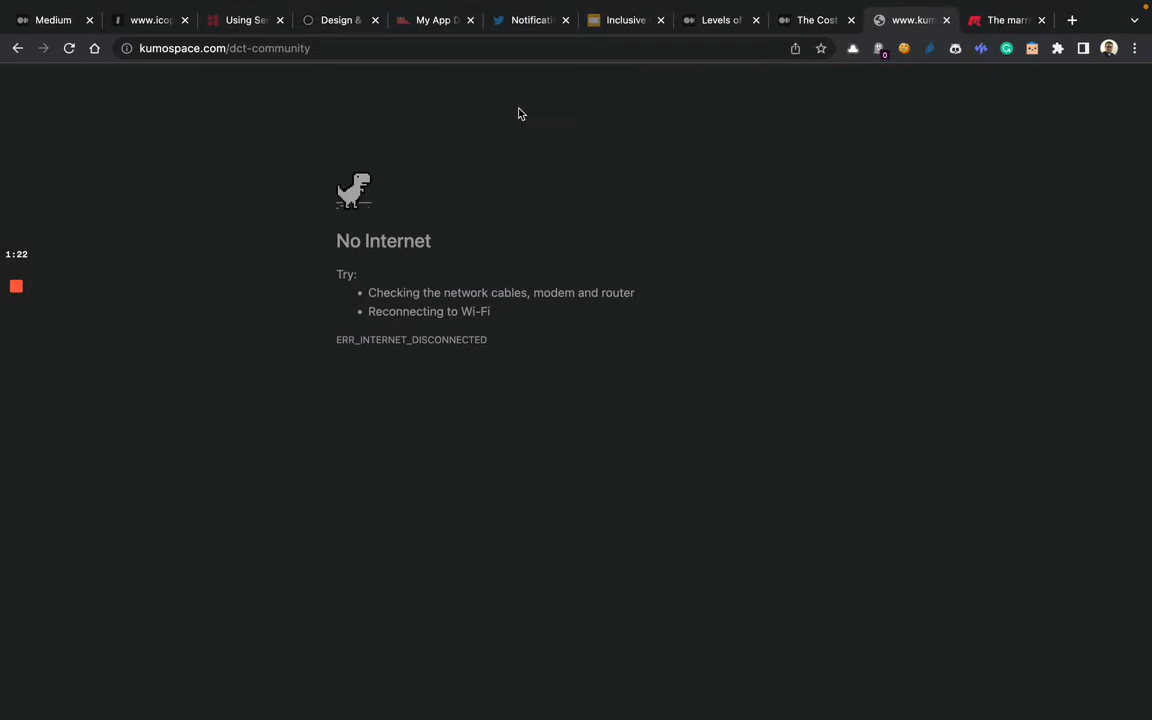 Medium
www.icop
Using Se
Design &
My App D
Notificati
Inclusive
Levels of
The Cost
www.kum
The marri
kumospace.com/dct-community
0
1:22
No Internet
Try:
• Checking the network cables, modem and router
• Reconnecting to Wi-Fi
ERR_INTERNET_DISCONNECTED